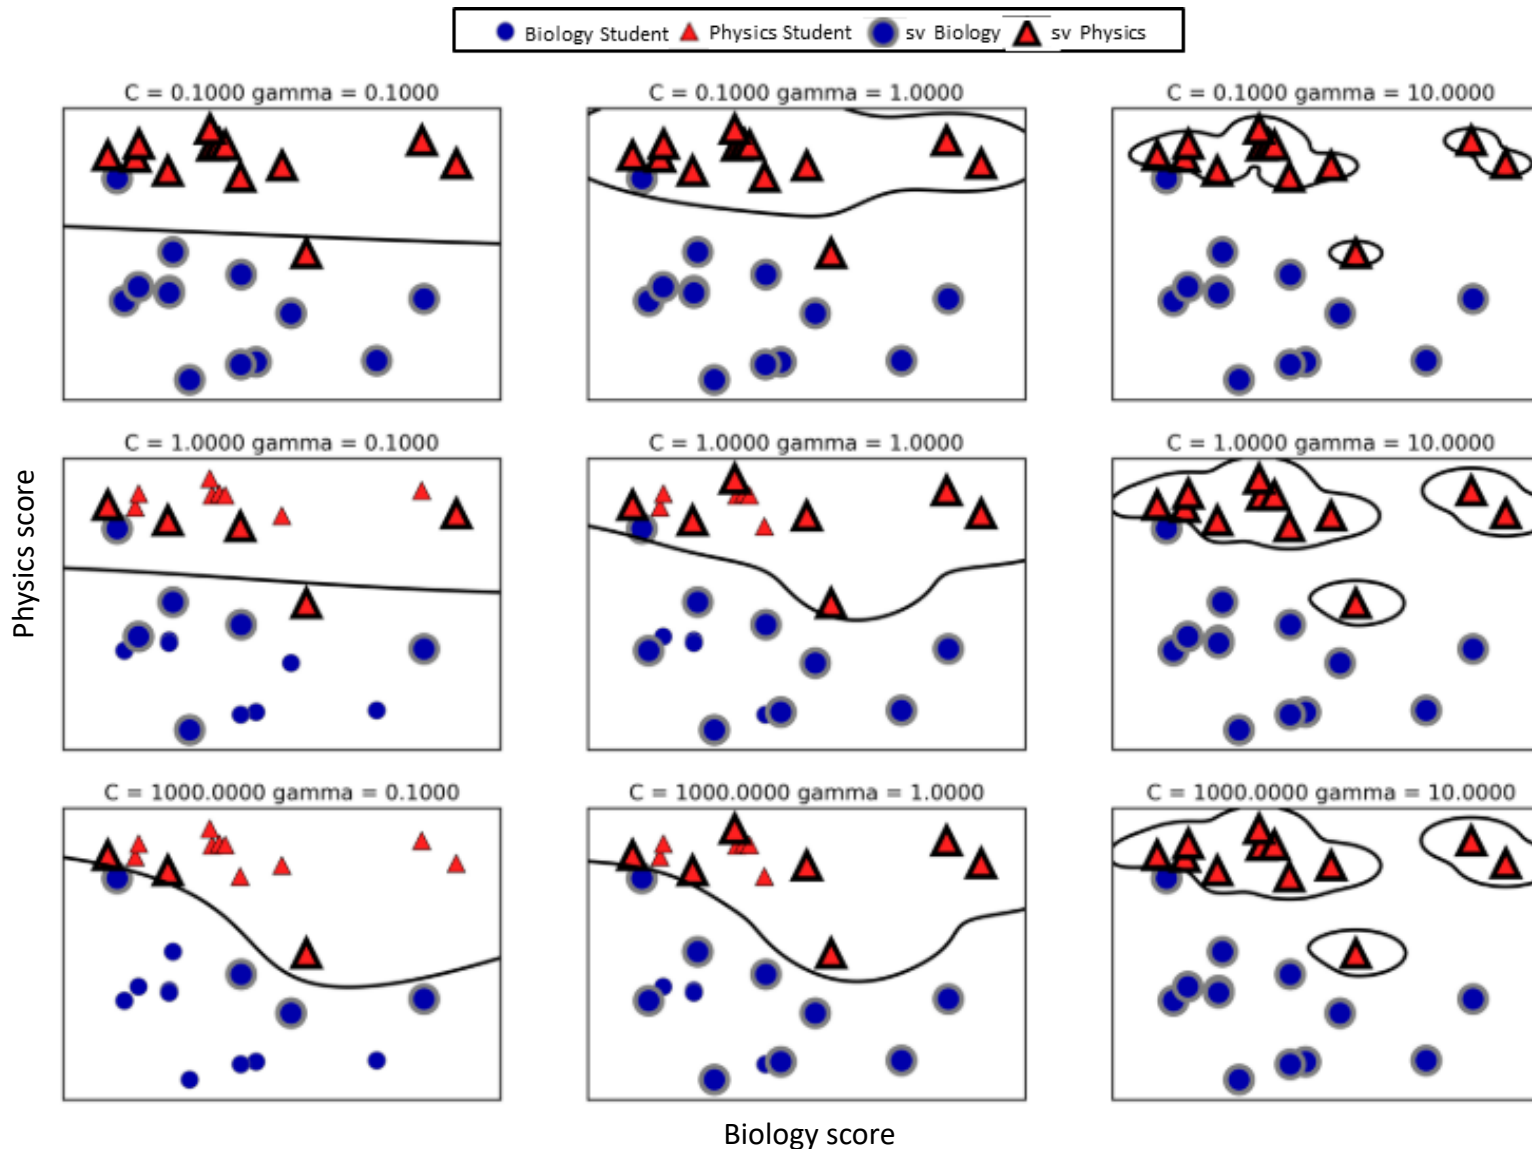 Biology Student Physics Student sv Biology sv Physics
C = 0.1000 gamma = 0.1000
C = 0.1000 gamma = 1.0000
C = 0.1000 gamma = 10.0000
C = 1.0000 gamma = 0.1000
C = 1.0000 gamma = 1.0000
C = 1.0000 gamma = 10.0000
Physics score
C = 1000.0000 gamma = 0.1000
C = 1000.0000 gamma = 1.0000
C = 1000.0000 gamma = 10.0000
Biology score